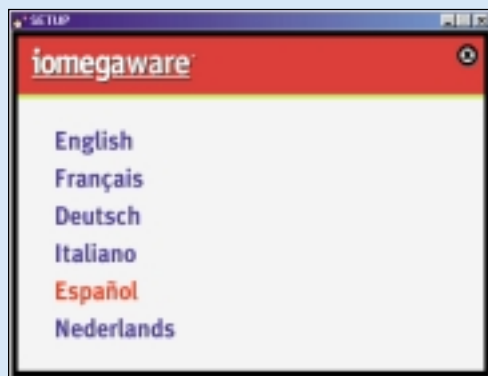 SETUP
iomegaware
English
Français
Deutsch
Italiano
Español
Nederlands